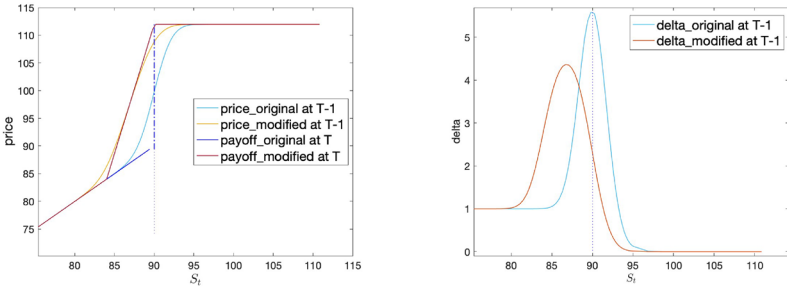 115
110
105
100
95
90
85
80
75
price
price_original at T-1
price_modified at T-1
payoff_original at T
payoff_modified at T
80 85 90 95 100 105 110 115
S_t
5
4
3
2
1
0
delta
delta_original at T-1
delta_modified at T-1
80 85 90 95 100 105 110
S_t